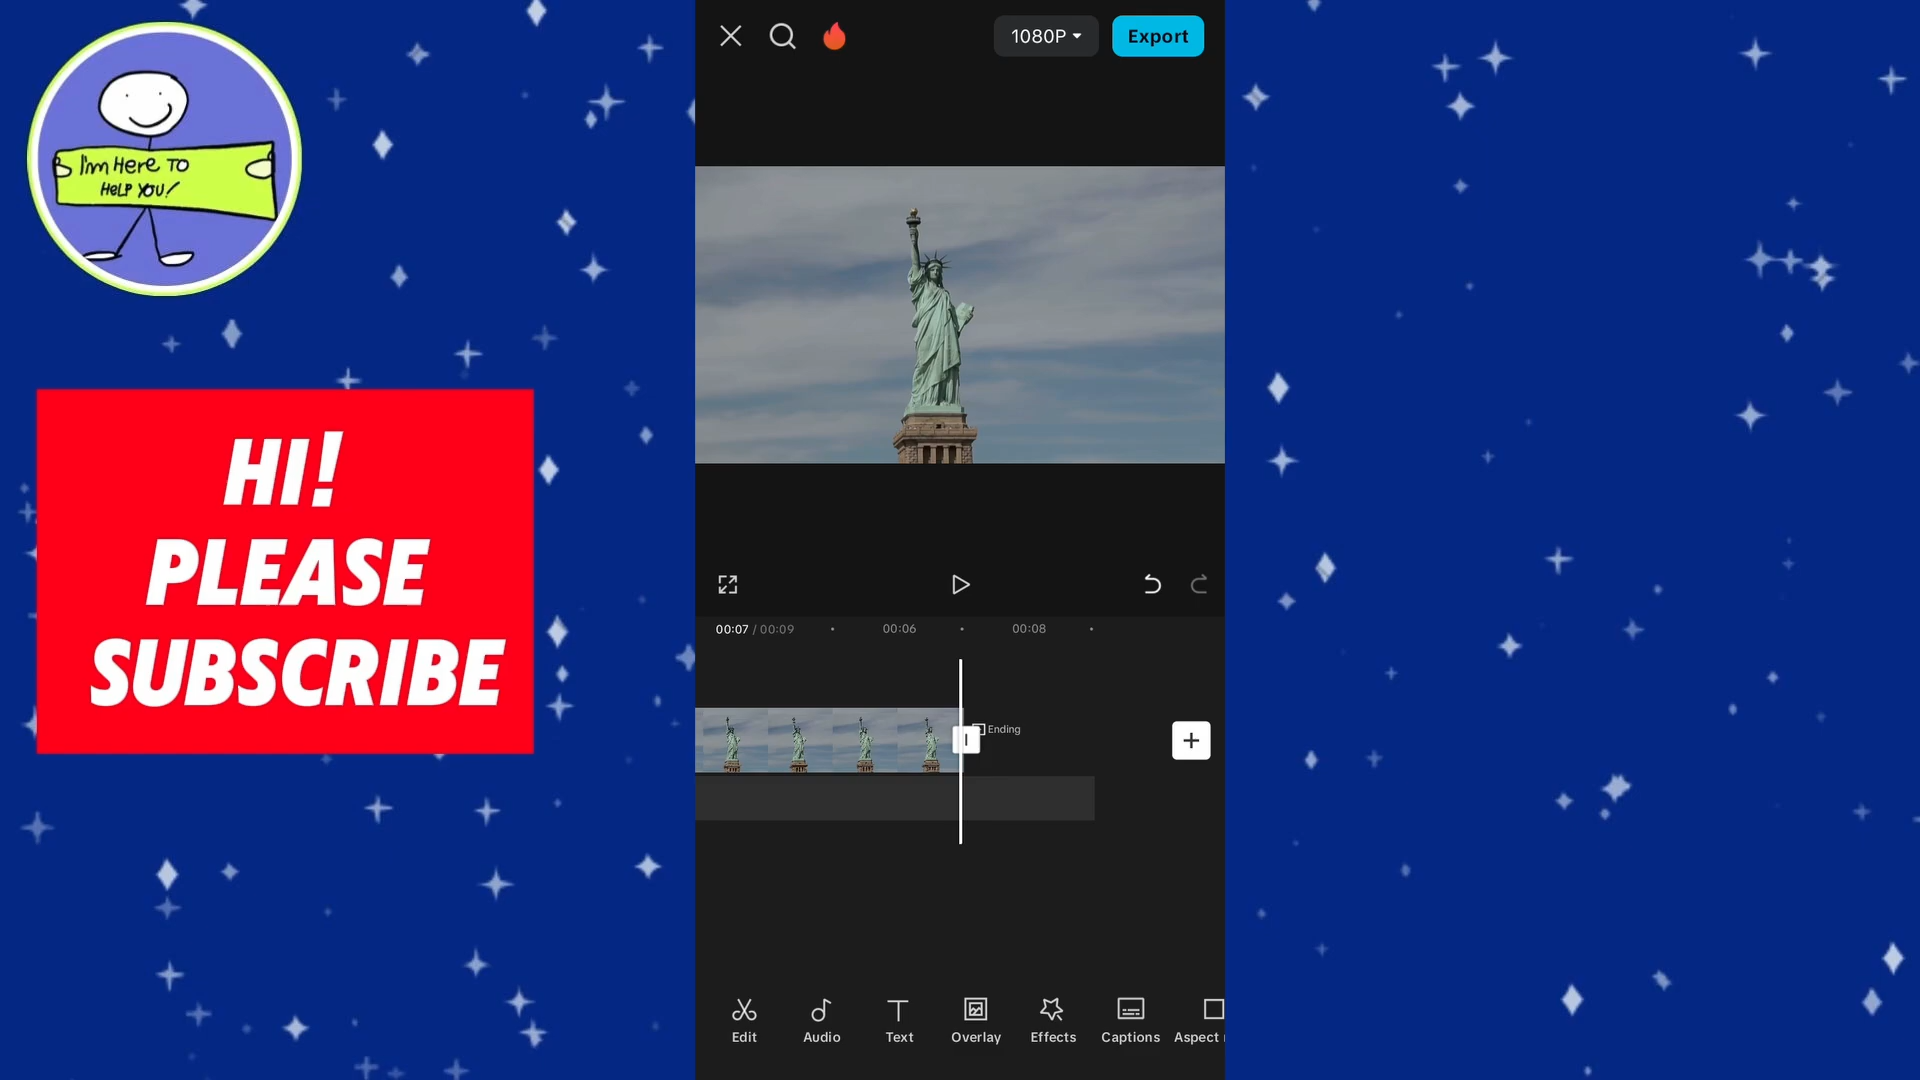 I'm HERE TO
HELP YOU!
HI!
PLEASE
SUBSCRIBE
1080P
Export
00:07 / 00:09
00:06
00:08
Ending
Edit
Audio
Text
Overlay
Effects
Captions
Aspect